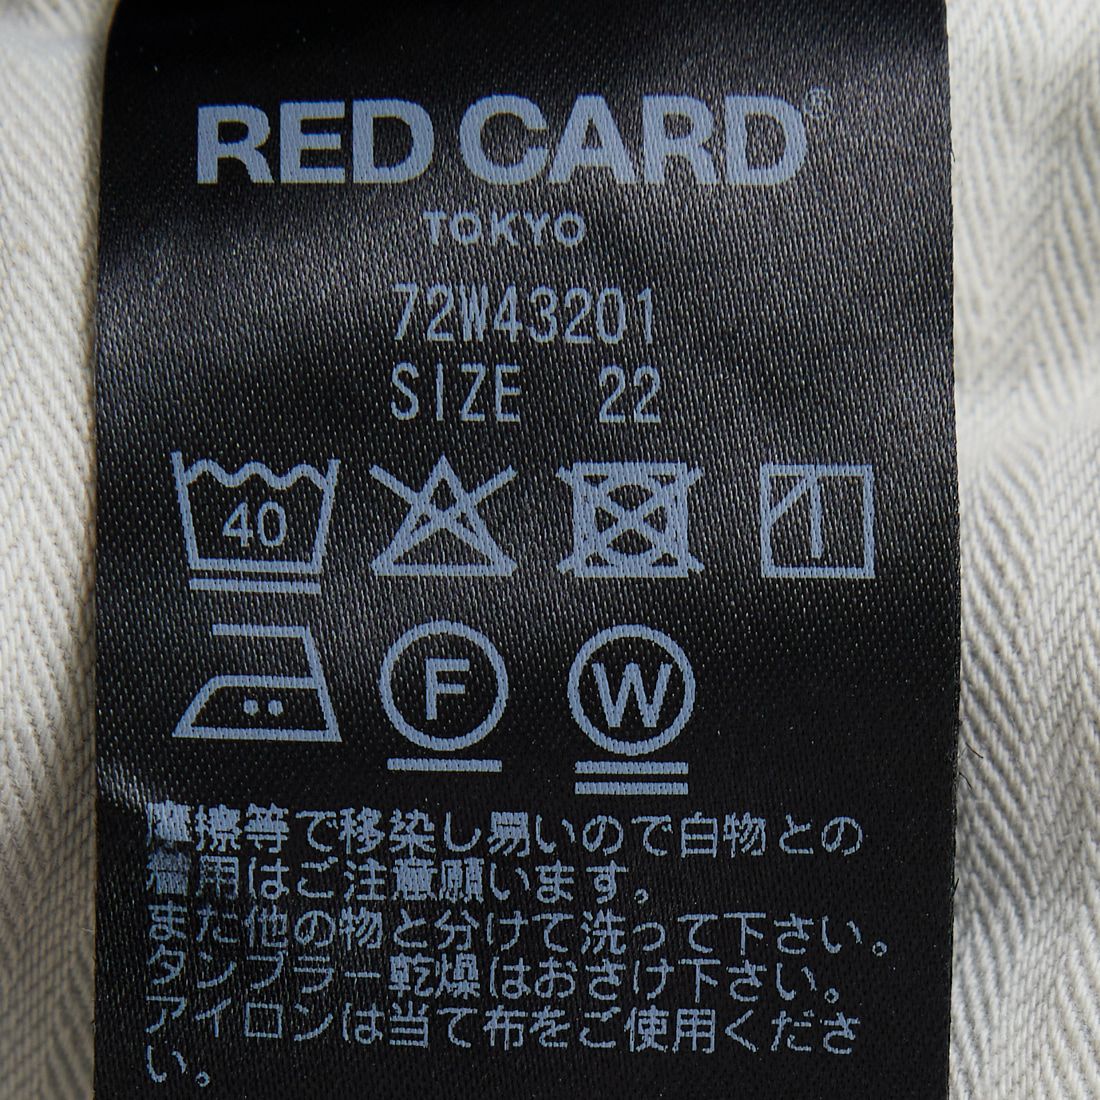 RED CARD®
TOKYO
72W43201
SIZE 22
40
F W
摩擦等で移染し易いので白物との
着用はご注意願います。
また他の物と分けて洗って下さい。
タンブラー乾燥はおさけ下さい。
アイロンは当て布をご使用くださ
い。